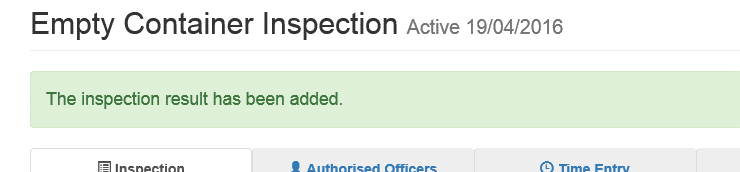 Empty Container Inspection Active 19/04/2016
The inspection result has been added.
Inspection Authorised Officers Time Entry